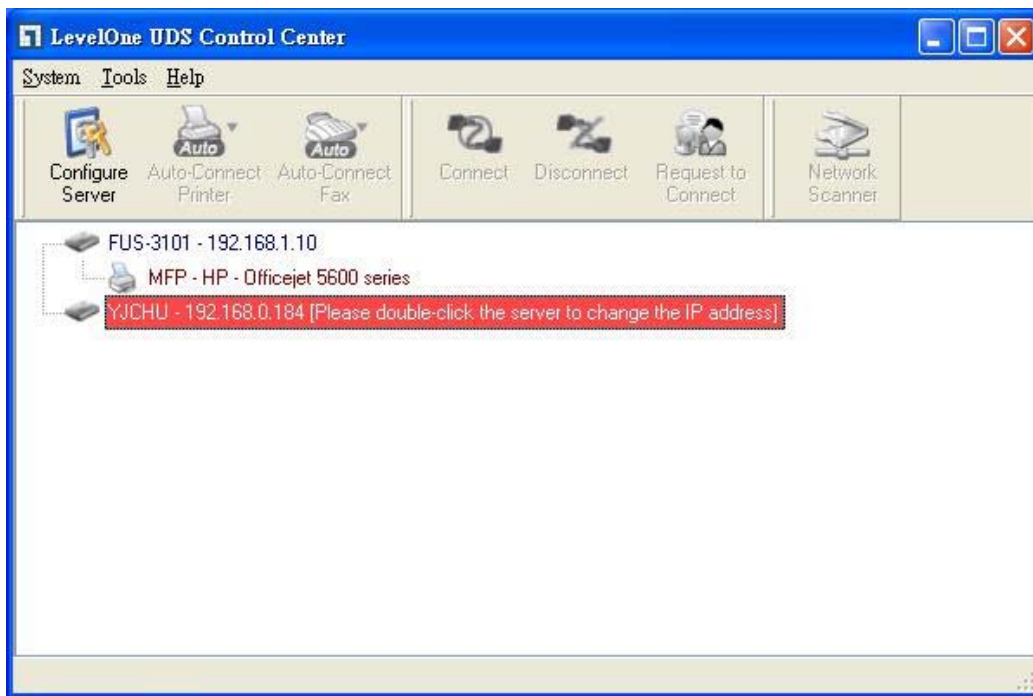 LevelOne UDS Control Center
System Tools Help
Configure Server
Auto Auto-Connect Printer
Auto Auto-Connect Fax
Connect
Disconnect
Request to Connect
Network Scanner
FUS-3101 - 192.168.1.10
MFP - HP - Officejet 5600 series
YJCHU - 192.168.0.184 [Please double-click the server to change the IP address]